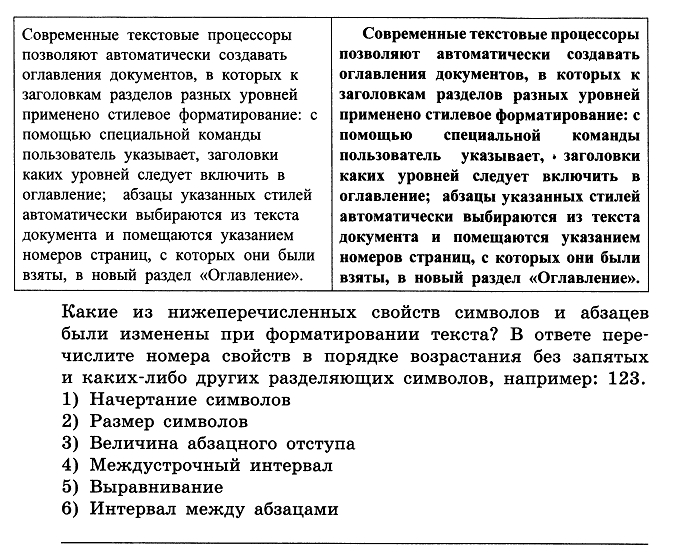 Современные текстовые процессоры
позволяют автоматически создавать
оглавления документов, в которых к
заголовкам разделов разных уровней
применено стилевое форматирование: с
помощью специальной команды
пользователь указывает, заголовки
каких уровней следует включить в
оглавление; абзацы указанных стилей
автоматически выбираются из текста
документа и помещаются указанием
номеров страниц, с которых они были
взяты, в новый раздел «Оглавление».
Современные текстовые процессоры
позволяют автоматически создавать
оглавления документов, в которых к
заголовкам разделов разных уровней
применено стилевое форматирование: с
помощью специальной команды
пользователь указывает, заголовки
каких уровней следует включить в
оглавление; абзацы указанных стилей
автоматически выбираются из текста
документа и помещаются указанием
номеров страниц, с которых они были
взяты, в новый раздел «Оглавление».
Какие из нижеперечисленных свойств символов и абзацев
были изменены при форматировании текста? В ответе пере-
числите номера свойств в порядке возрастания без запятых
и каких-либо других разделяющих символов, например: 123.
1) Начертание символов
2) Размер символов
3) Величина абзацного отступа
4) Междустрочный интервал
5) Выравнивание
6) Интервал между абзацами